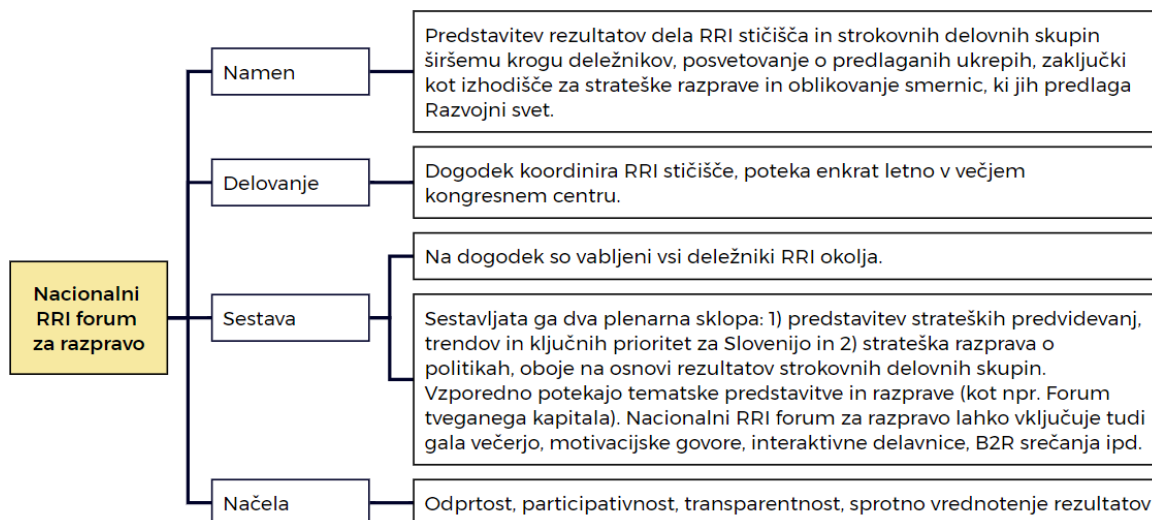 Nacionalni
RRI forum
za razpravo
Namen
Predstavitev rezultatov dela RRI stičišča in strokovnih delovnih skupin
širšemu krogu deležnikov, posvetovanje o predlaganih ukrepih, zaključki
kot izhodišče za strateške razprave in oblikovanje smernic, ki jih predlaga
Razvojni svet.
Delovanje
Dogodek koordinira RRI stičišče, poteka enkrat letno v večjem
kongresnem centru.
Sestava
Na dogodek so vabljeni vsi deležniki RRI okolja.
Sestavljata ga dva plenarna sklopa: 1) predstavitev strateških predvidevanj,
trendov in ključnih prioritet za Slovenijo in 2) strateška razprava o
politikah, oboje na osnovi rezultatov strokovnih delovnih skupin.
Vzporedno potekajo tematske predstavitve in razprave (kot npr. Forum
tveganega kapitala). Nacionalni RRI forum za razpravo lahko vključuje tudi
gala večerjo, motivacijske govore, interaktivne delavnice, B2R srečanja ipd.
Načela
Odprtost, participativnost, transparentnost, sprotno vrednotenje rezultatov